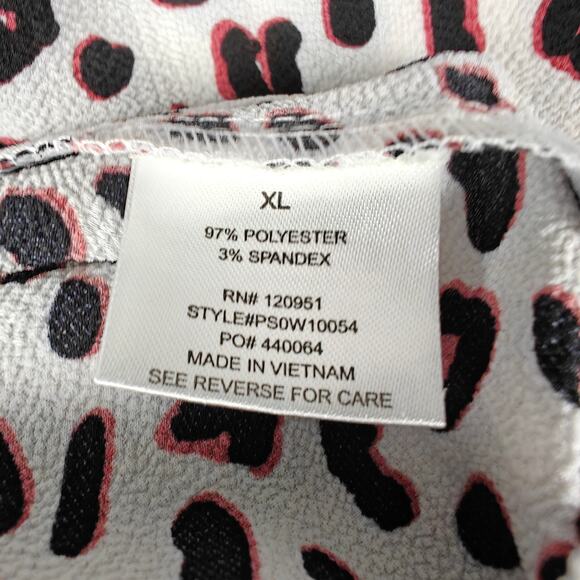 XL
97% POLYESTER
3% SPANDEX
RN# 120951
STYLE#PS0W10054
PO# 440064
MADE IN VIETNAM
SEE REVERSE FOR CARE